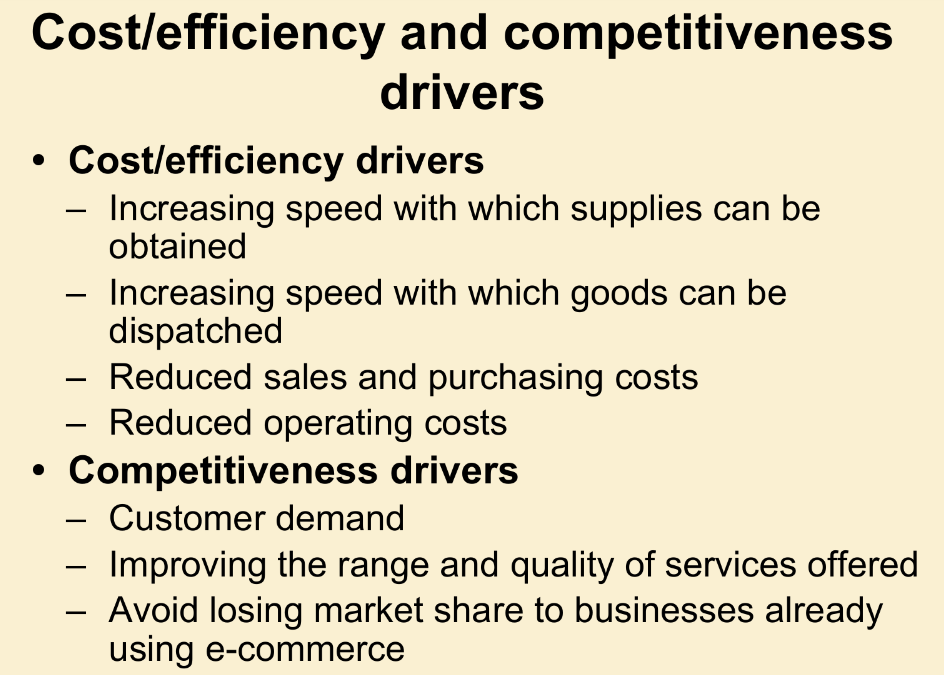 Cost/efficiency and competitiveness
drivers
• Cost/efficiency drivers
– Increasing speed with which supplies can be
obtained
– Increasing speed with which goods can be
dispatched
– Reduced sales and purchasing costs
– Reduced operating costs
• Competitiveness drivers
– Customer demand
– Improving the range and quality of services offered
– Avoid losing market share to businesses already
using e-commerce